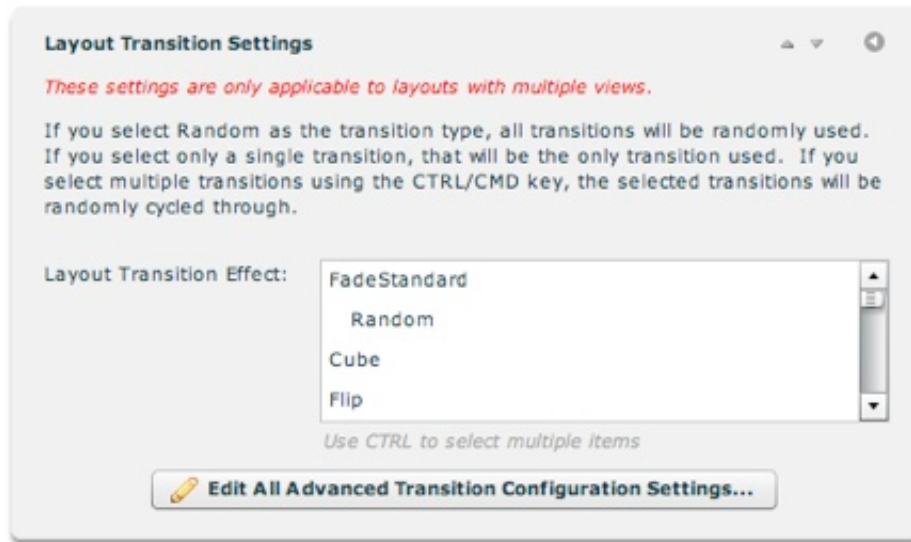 Layout Transition Settings
These settings are only applicable to layouts with multiple views.
If you select Random as the transition type, all transitions will be randomly used.
If you select only a single transition, that will be the only transition used.  If you
select multiple transitions using the CTRL/CMD key, the selected transitions will be
randomly cycled through.
Layout Transition Effect:
FadeStandard
Random
Cube
Flip
Use CTRL to select multiple items
Edit All Advanced Transition Configuration Settings...